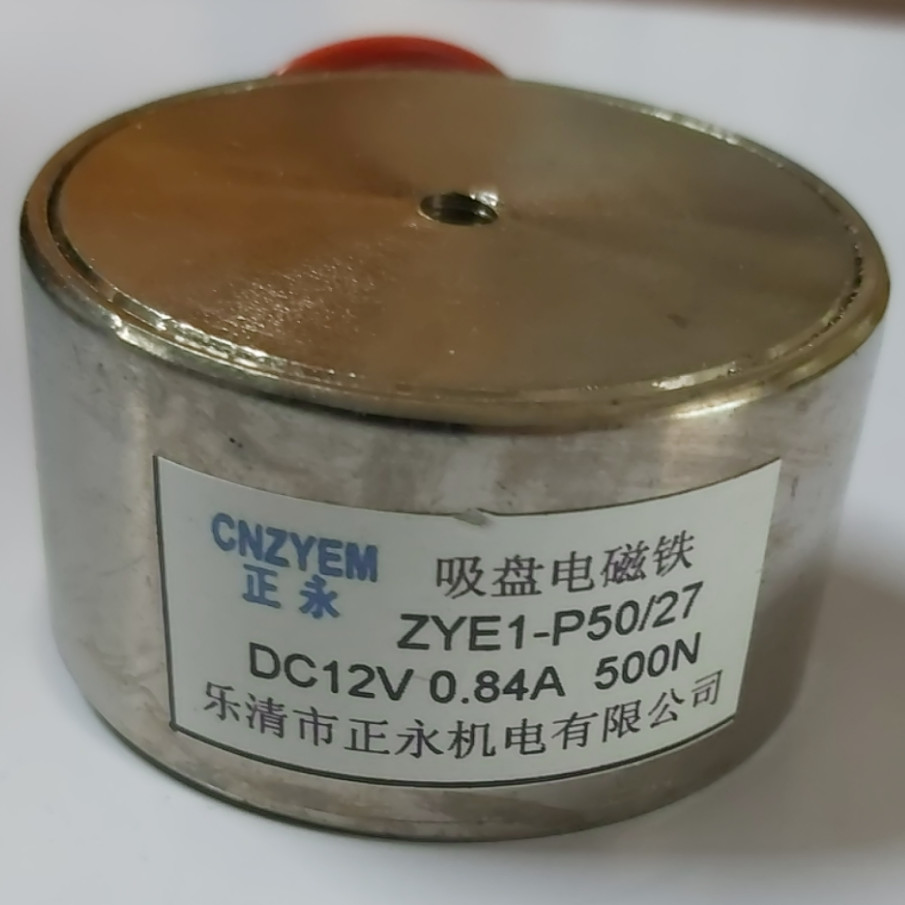 CNZYEM
正永
吸盘电磁铁
ZYE1-P50/27
DC12V 0.84A 500N
乐清市正永机电有限公司